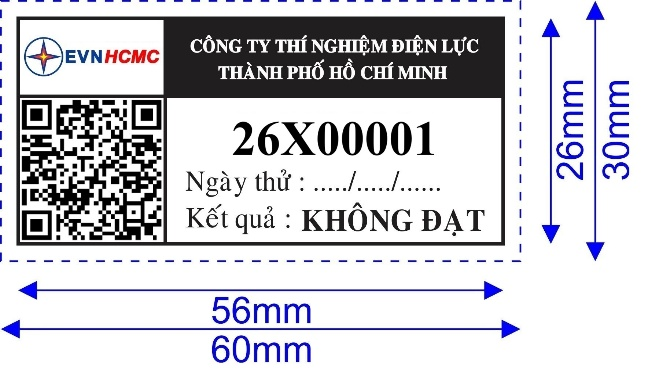 EVNHCMC
CÔNG TY THÍ NGHIỆM ĐIỆN LỰC
THÀNH PHỐ HỒ CHÍ MINH
26X00001
Ngày thử : ...../...../......
Kết quả : KHÔNG ĐẠT
26mm
30mm
56mm
60mm